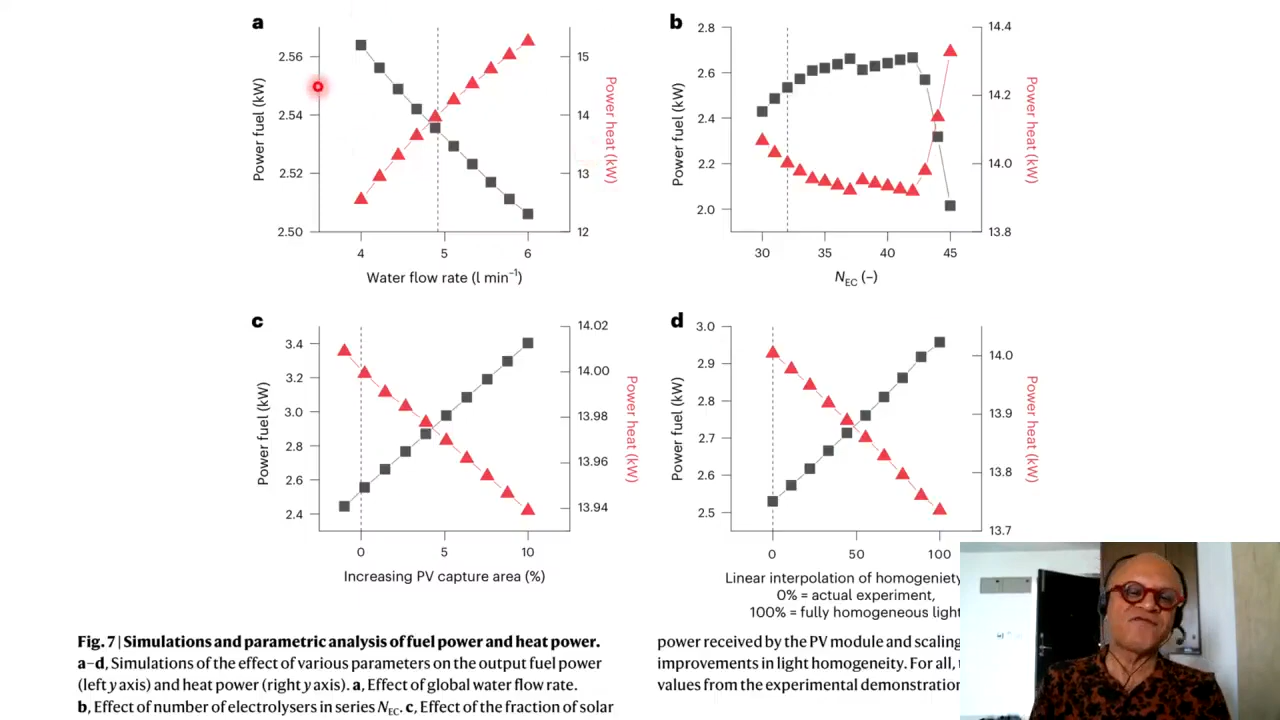 a
2.56
2.54
2.52
2.50
Power fuel (kW)
15
14
13
12
Power heat (kW)
4 5 6
Water flow rate (l min⁻¹)
b
2.8
2.6
2.4
2.2
2.0
Power fuel (kW)
14.4
14.2
14.0
13.8
Power heat (kW)
30 35 40 45
N_EC (–)
c
3.4
3.2
3.0
2.8
2.6
2.4
Power fuel (kW)
14.02
14.00
13.98
13.96
13.94
Power heat (kW)
0 5 10
Increasing PV capture area (%)
d
3.0
2.9
2.8
2.7
2.6
2.5
Power fuel (kW)
14.0
13.9
13.8
13.7
Power heat (kW)
0 50 100
Linear interpolation of homogeniety
0% = actual experiment,
100% = fully homogeneous light
Fig. 7 | Simulations and parametric analysis of fuel power and heat power.
a–d, Simulations of the effect of various parameters on the output fuel power
(left y axis) and heat power (right y axis). a, Effect of global water flow rate.
b, Effect of number of electrolysers in series N_EC. c, Effect of the fraction of solar
power received by the PV module and scaling
improvements in light homogeneity. For all,
values from the experimental demonstration